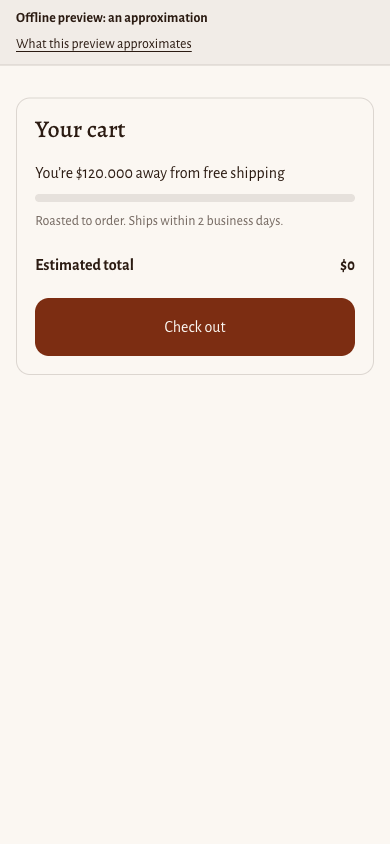 Offline preview: an approximation
What this preview approximates
Your cart
You're $120.000 away from free shipping
Roasted to order. Ships within 2 business days.
Estimated total $0
Check out